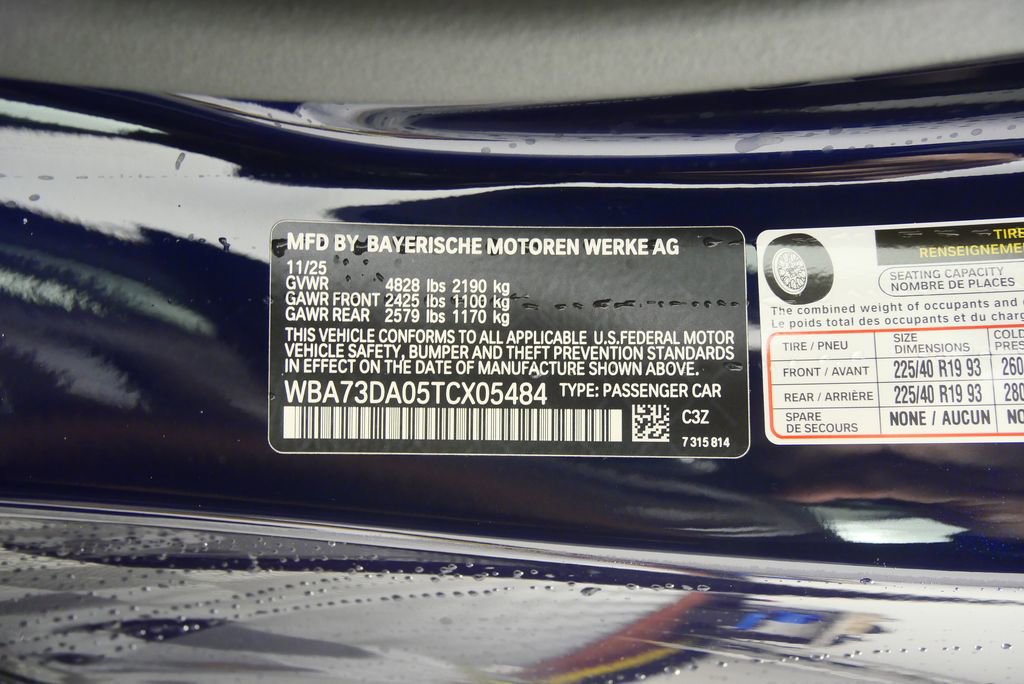 MFD BY BAYERISCHE MOTOREN WERKE AG
11/25
GVWR 4828 lbs 2190 kg
GAWR FRONT 2425 lbs 1100 kg
GAWR REAR 2579 lbs 1170 kg
THIS VEHICLE CONFORMS TO ALL APPLICABLE U.S.FEDERAL MOTOR
VEHICLE SAFETY, BUMPER AND THEFT PREVENTION STANDARDS
IN EFFECT ON THE DATE OF MANUFACTURE SHOWN ABOVE.
WBA73DA05TCX05484 TYPE: PASSENGER CAR
C3Z
7 315 814
TIRE
RENSEIGNEME
SEATING CAPACITY
NOMBRE DE PLACES
The combined weight of occupants and
Le poids total des occupants et du charg
TIRE / PNEU SIZE DIMENSIONS COLD PRES
FRONT / AVANT 225/40 R19 93 260
REAR / ARRIÈRE 225/40 R19 93 280
SPARE DE SECOURS NONE / AUCUN NO